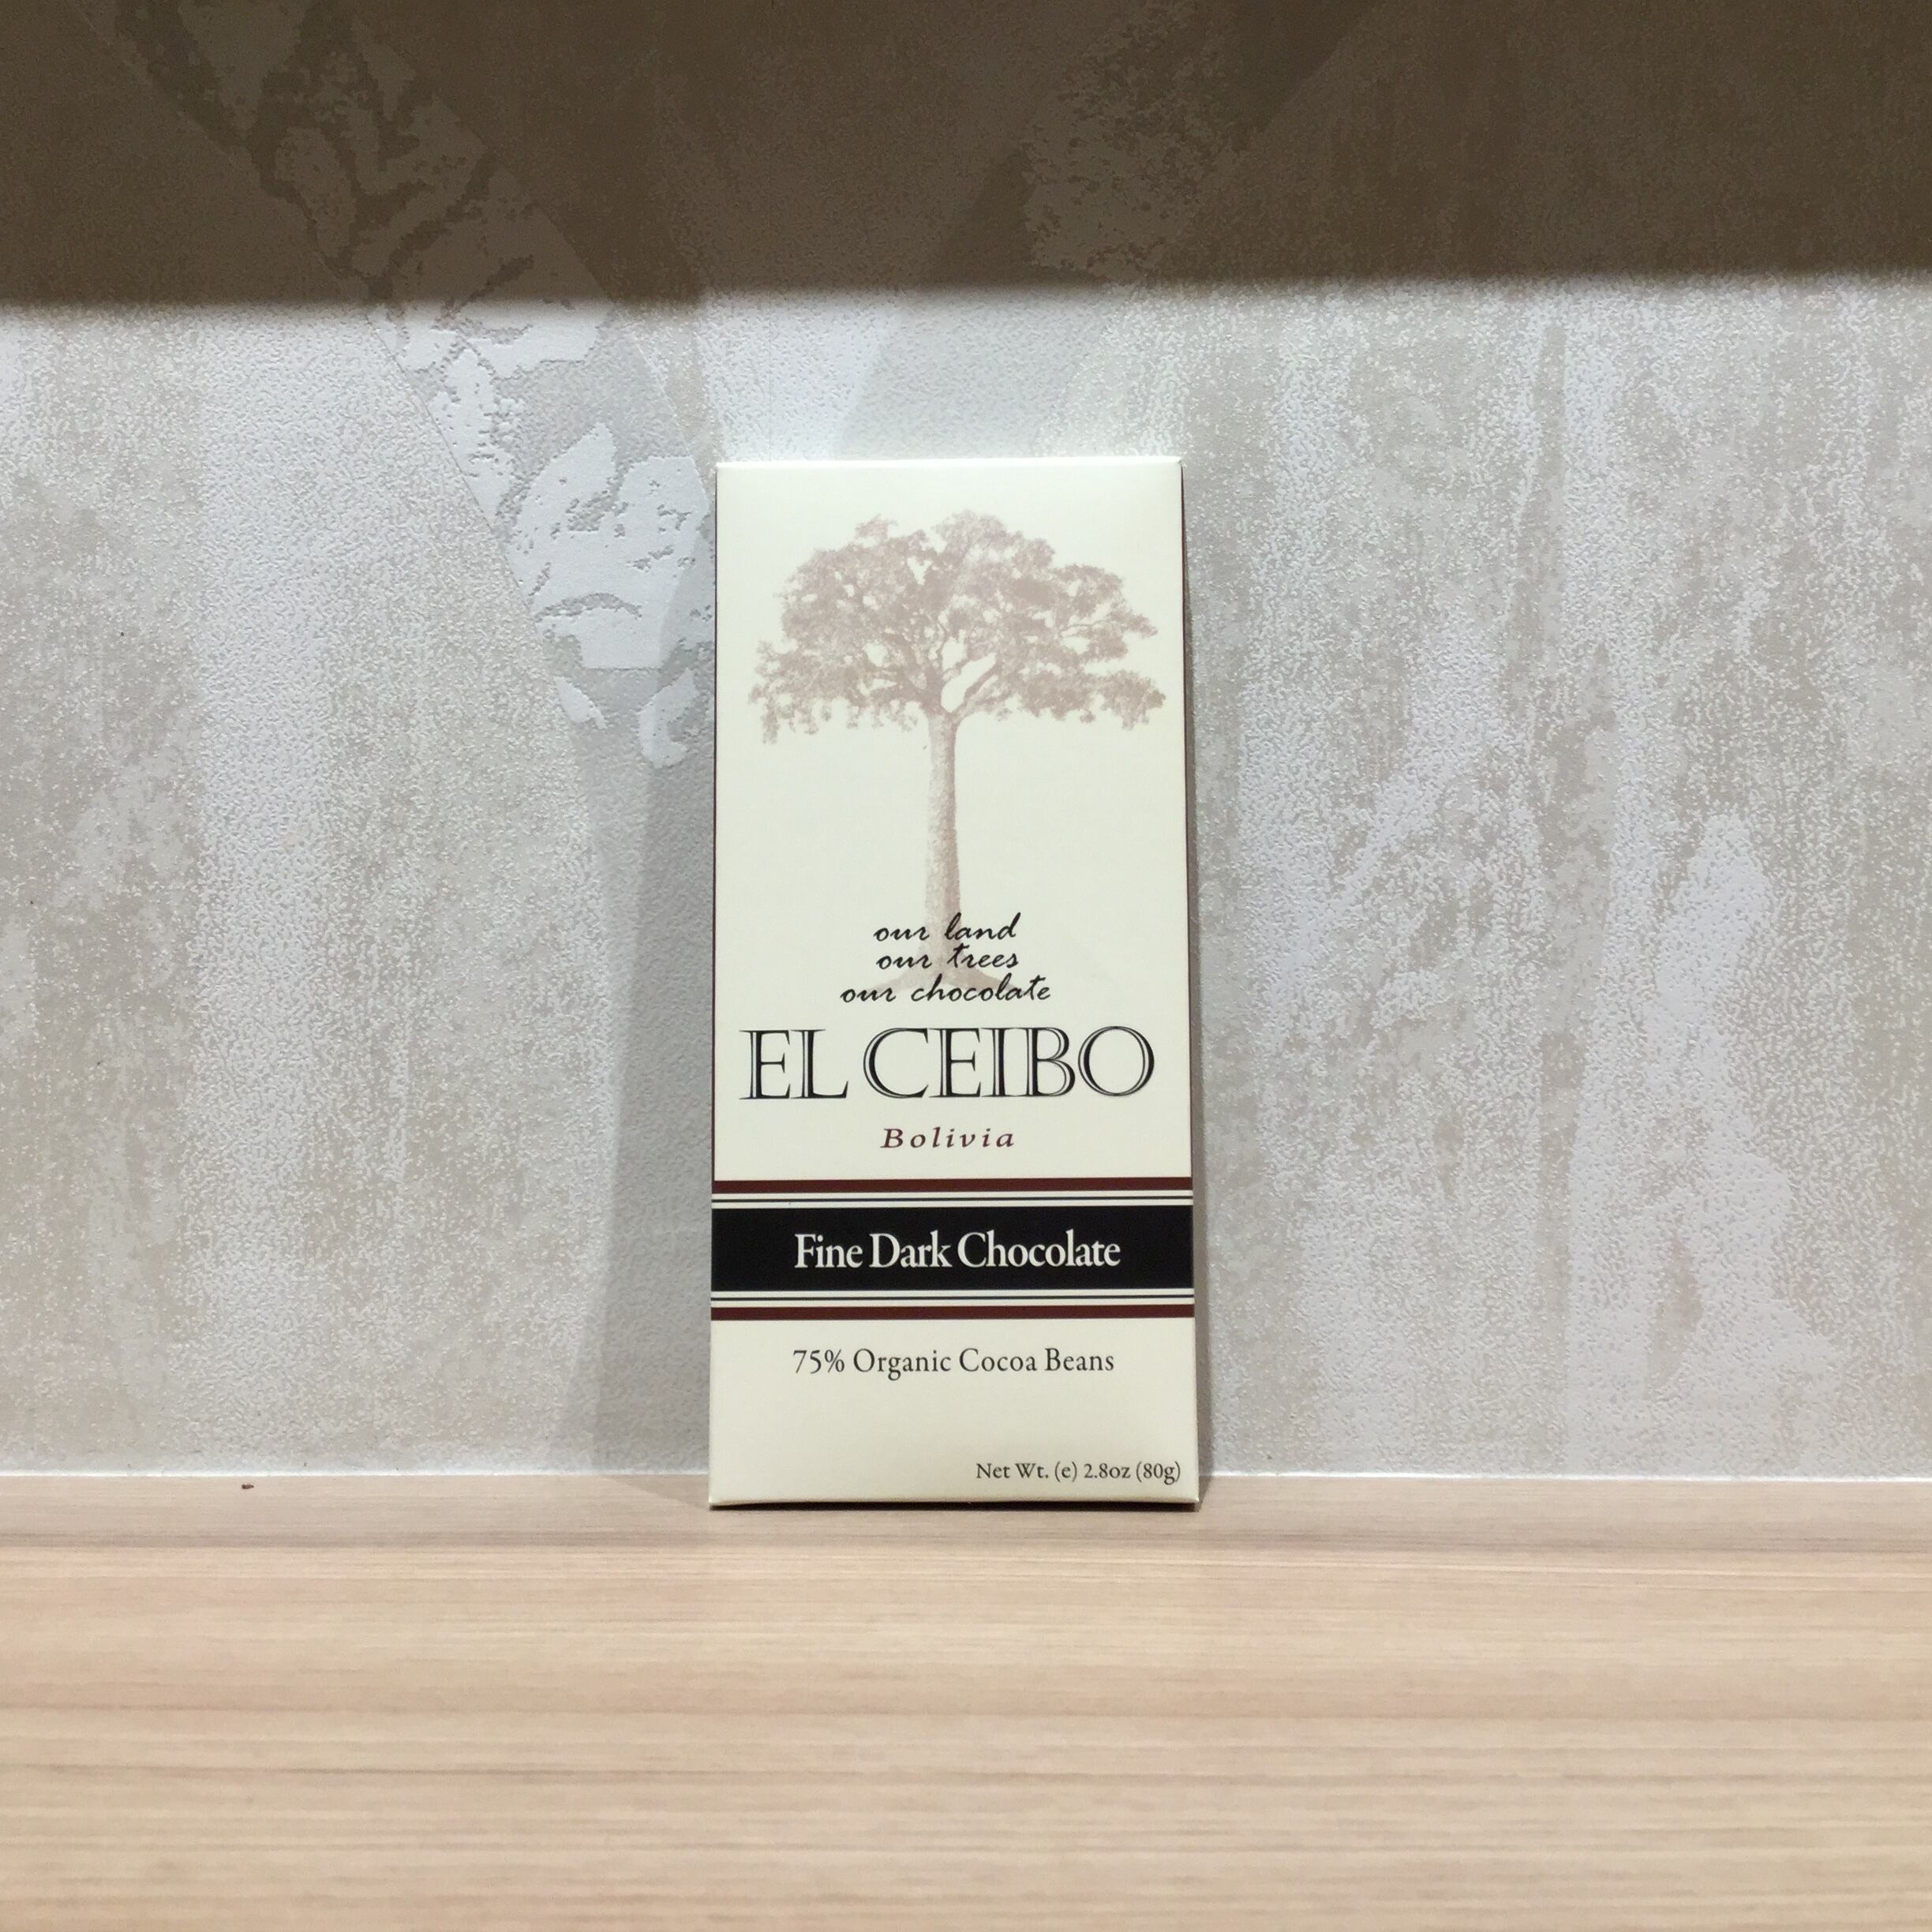 our land
our trees
our chocolate
EL CEIBO
Bolivia
Fine Dark Chocolate
75% Organic Cocoa Beans
Net Wt. (e) 2.8oz (80g)